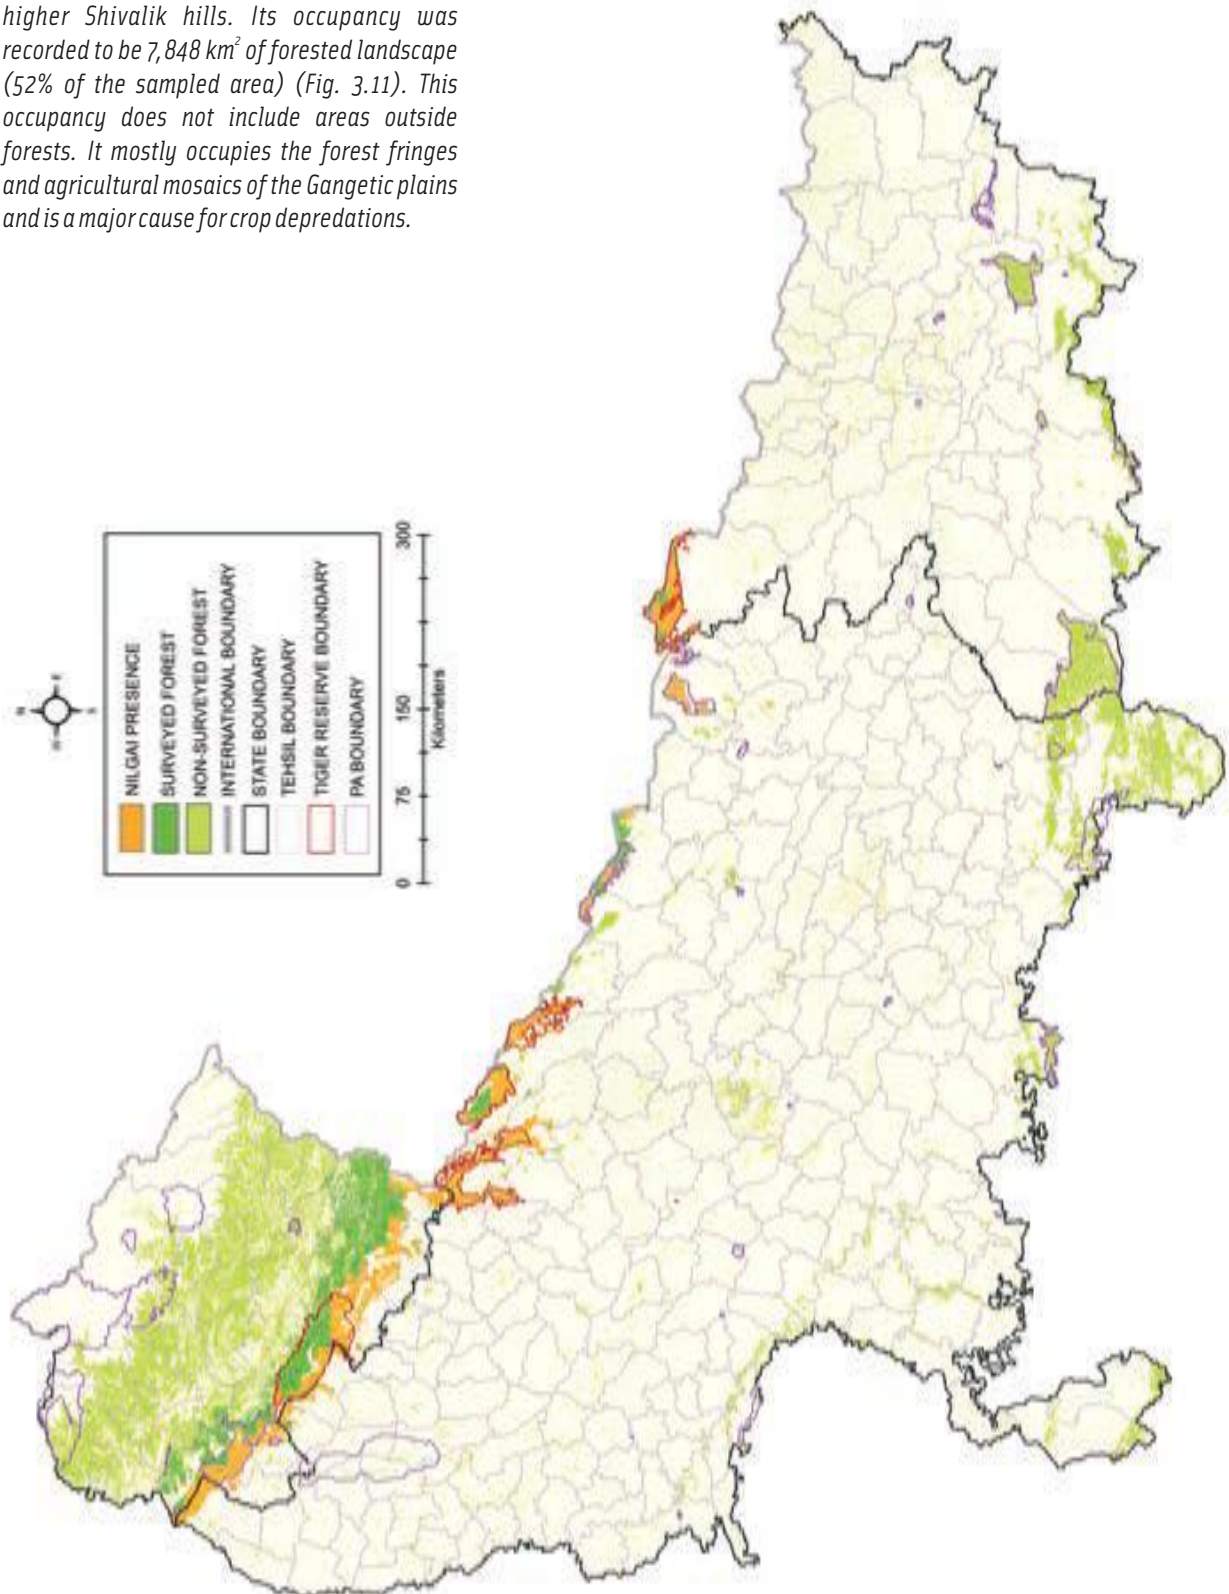 higher Shivalik hills. Its occupancy was
recorded to be 7,848 km² of forested landscape
(52% of the sampled area) (Fig. 3.11). This
occupancy does not include areas outside
forests. It mostly occupies the forest fringes
and agricultural mosaics of the Gangetic plains
and is a major cause for crop depredations.
N
E
S
W
NILGAI PRESENCE
SURVEYED FOREST
NON-SURVEYED FOREST
INTERNATIONAL BOUNDARY
STATE BOUNDARY
TEHSIL BOUNDARY
TIGER RESERVE BOUNDARY
PA BOUNDARY
0 75 150 300
Kilometers